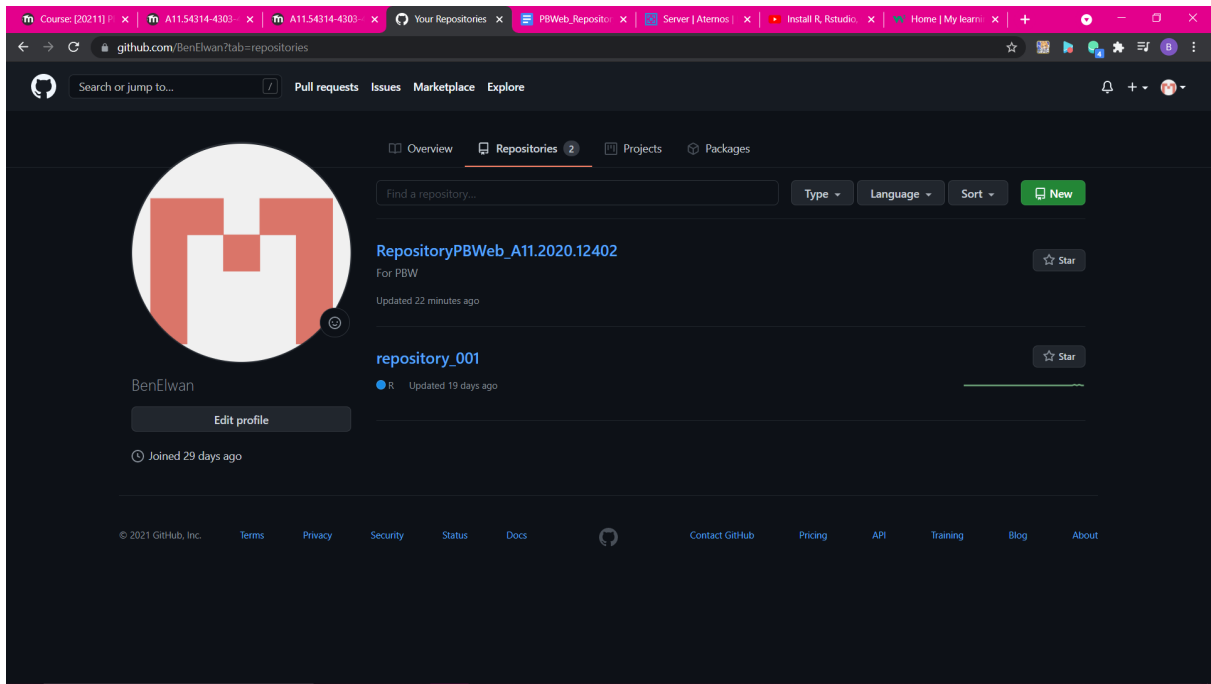 Course: [20211] P
A11.54314-4303-
A11.54314-4303-
Your Repositories
PBWeb_Repositor
Server | Aternos |
Install R, Rstudio,
Home | My learni
github.com/BenElwan?tab=repositories
4
B
Search or jump to...
/
Pull requests
Issues
Marketplace
Explore
Overview
Repositories 2
Projects
Packages
Find a repository...
Type
Language
Sort
New
RepositoryPBWeb_A11.2020.12402
Star
For PBW
Updated 22 minutes ago
repository_001
Star
R Updated 19 days ago
BenElwan
Edit profile
Joined 29 days ago
© 2021 GitHub, Inc.
Terms
Privacy
Security
Status
Docs
Contact GitHub
Pricing
API
Training
Blog
About